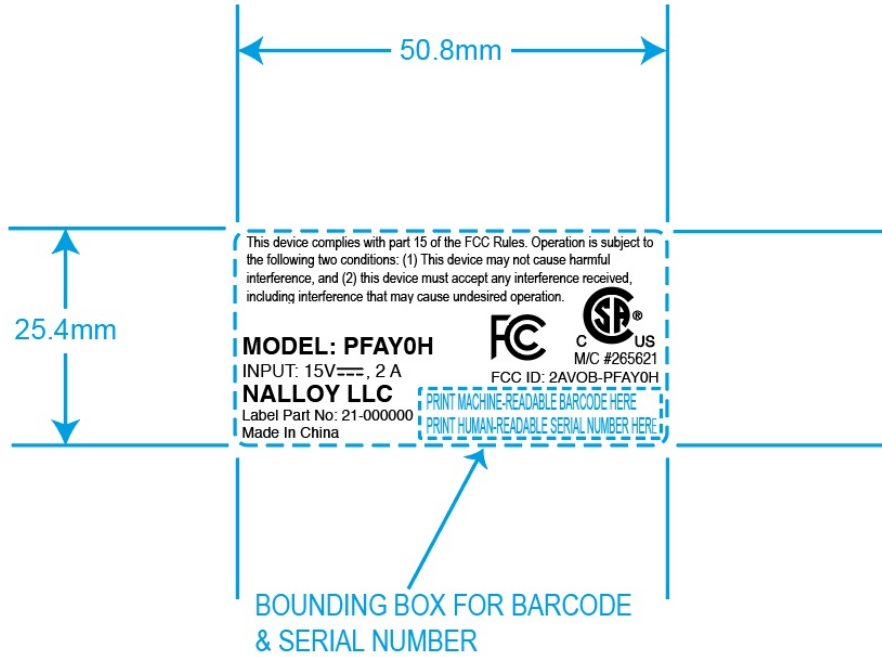 50.8mm
25.4mm
This device complies with part 15 of the FCC Rules. Operation is subject to
the following two conditions: (1) This device may not cause harmful
interference, and (2) this device must accept any interference received,
including interference that may cause undesired operation.
FC
SA®
C US
MODEL: PFAY0H
M/C #265621
INPUT: 15V⎓, 2 A
FCC ID: 2AVOB-PFAY0H
NALLOY LLC
PRINT MACHINE-READABLE BARCODE HERE
Label Part No: 21-000000
PRINT HUMAN-READABLE SERIAL NUMBER HERE
Made In China
BOUNDING BOX FOR BARCODE
& SERIAL NUMBER